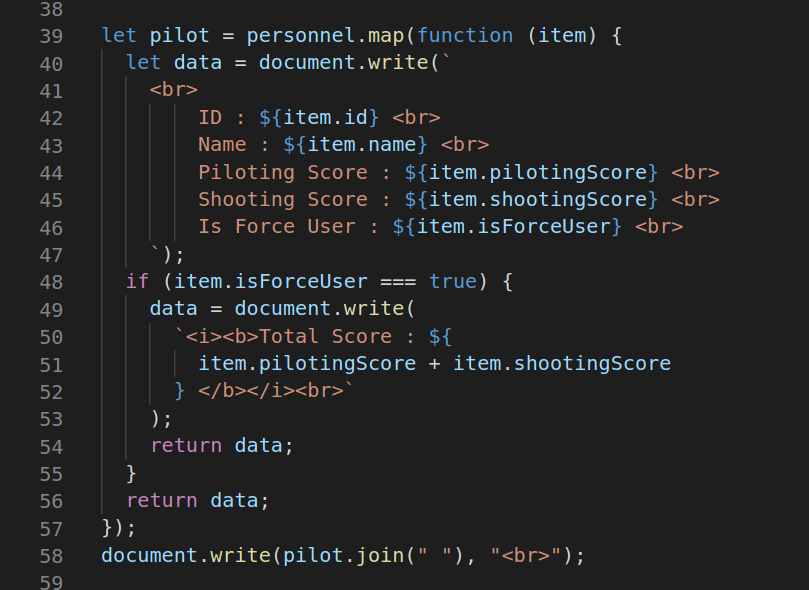 38
39 let pilot = personnel.map(function (item) {
40   let data = document.write(`
41     <br>
42         ID : ${item.id} <br>
43         Name : ${item.name} <br>
44         Piloting Score : ${item.pilotingScore} <br>
45         Shooting Score : ${item.shootingScore} <br>
46         Is Force User : ${item.isForceUser} <br>
47     `);
48   if (item.isForceUser === true) {
49     data = document.write(
50       `<i><b>Total Score : ${
51         item.pilotingScore + item.shootingScore
52       } </b></i><br>`
53     );
54     return data;
55   }
56   return data;
57 });
58 document.write(pilot.join(" "), "<br>");
59